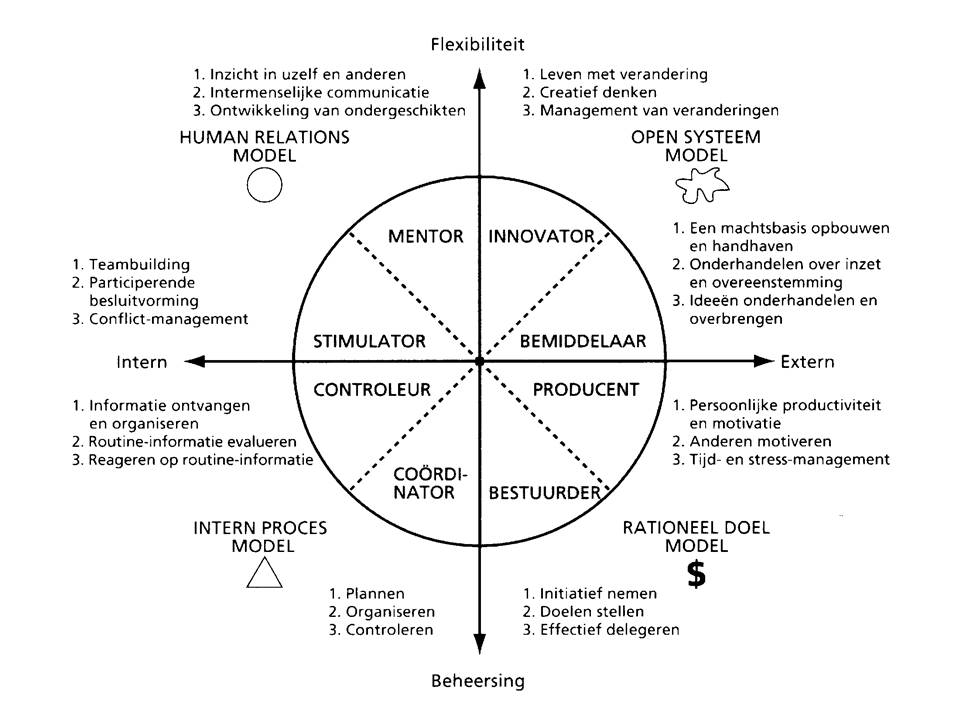 Flexibiliteit
1. Inzicht in uzelf en anderen
2. Intermenselijke communicatie
3. Ontwikkeling van ondergeschikten
1. Leven met verandering
2. Creatief denken
3. Management van veranderingen
HUMAN RELATIONS
MODEL
OPEN SYSTEEM
MODEL
MENTOR
INNOVATOR
1. Een machtsbasis opbouwen
en handhaven
2. Onderhandelen over inzet
en overeenstemming
3. Ideeën onderhandelen en
overbrengen
1. Teambuilding
2. Participerende
besluitvorming
3. Conflict-management
STIMULATOR
BEMIDDELAAR
Intern
Extern
CONTROLEUR
PRODUCENT
1. Informatie ontvangen
en organiseren
2. Routine-informatie evalueren
3. Reageren op routine-informatie
1. Persoonlijke productiviteit
en motivatie
2. Anderen motiveren
3. Tijd- en stress-management
COÖRDI-
NATOR
BESTUURDER
INTERN PROCES
MODEL
RATIONEEL DOEL
MODEL
$
1. Plannen
2. Organiseren
3. Controleren
1. Initiatief nemen
2. Doelen stellen
3. Effectief delegeren
Beheersing